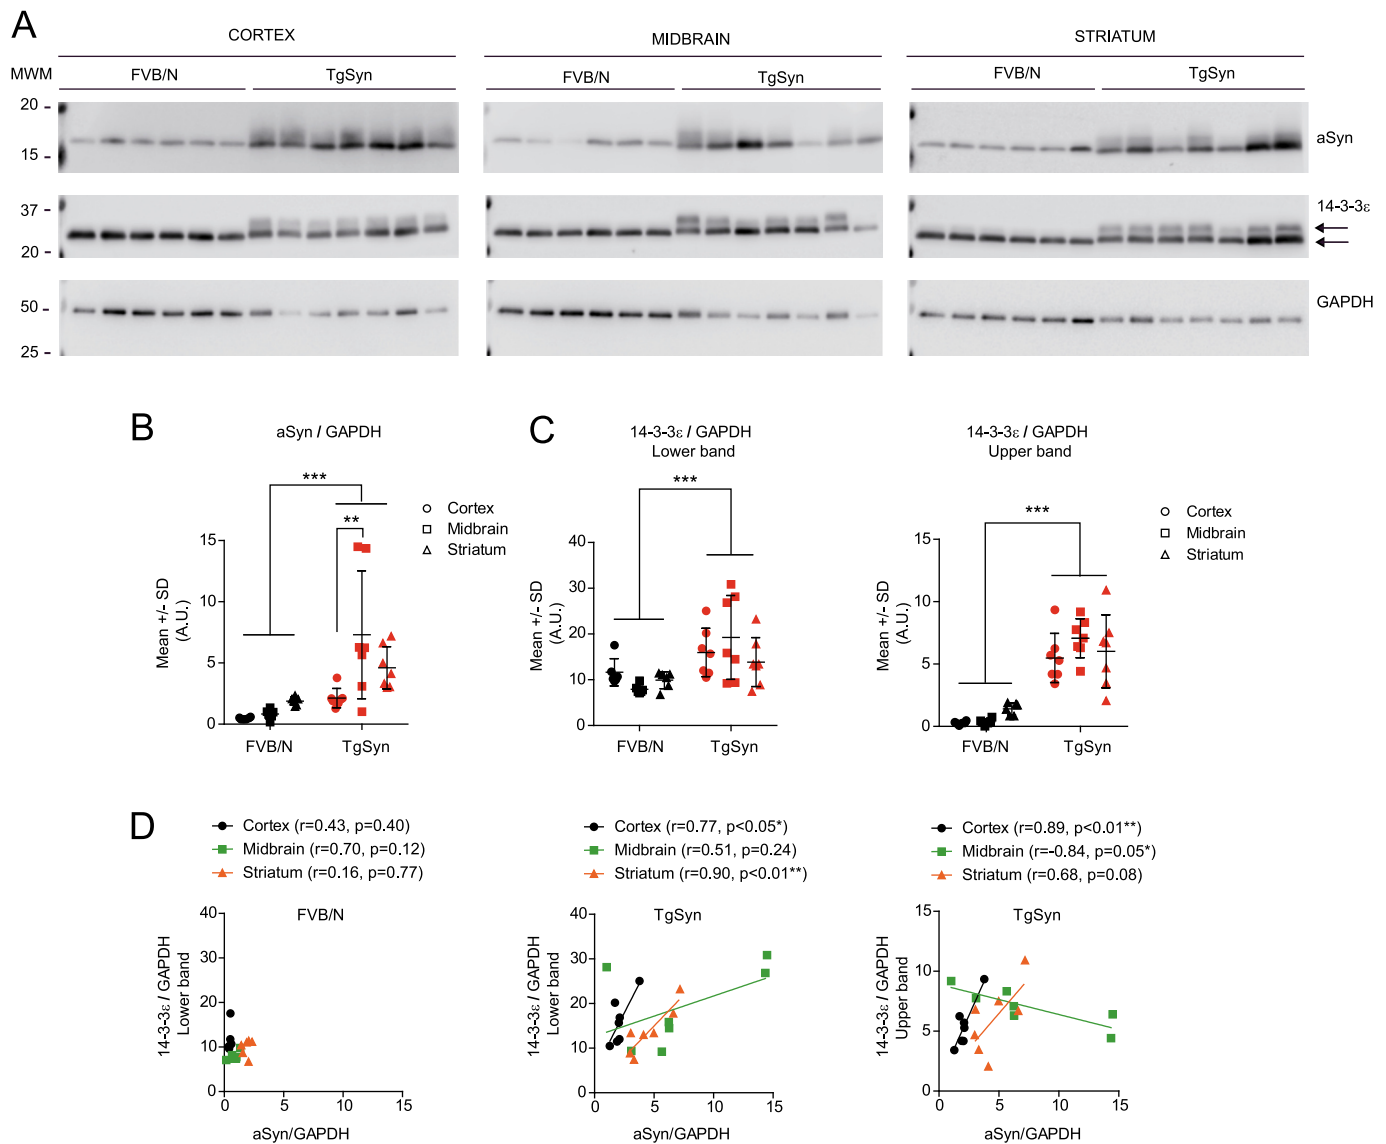 A
CORTEX
MIDBRAIN
STRIATUM
MWM
FVB/N
TgSyn
FVB/N
TgSyn
FVB/N
TgSyn
20 -
15 -
aSyn
37 -
20 -
14-3-3ε
50 -
25 -
GAPDH
B
aSyn / GAPDH
***
**
Cortex
Midbrain
Striatum
Mean +/- SD
(A.U.)
15
10
5
0
FVB/N
TgSyn
C
14-3-3ε / GAPDH
Lower band
***
Mean +/- SD
(A.U.)
40
30
20
10
0
FVB/N
TgSyn
14-3-3ε / GAPDH
Upper band
***
Cortex
Midbrain
Striatum
Mean +/- SD
(A.U.)
15
10
5
0
FVB/N
TgSyn
D
Cortex (r=0.43, p=0.40)
Midbrain (r=0.70, p=0.12)
Striatum (r=0.16, p=0.77)
FVB/N
14-3-3ε / GAPDH
Lower band
40
30
20
10
0
0
5
10
15
aSyn/GAPDH
Cortex (r=0.77, p<0.05*)
Midbrain (r=0.51, p=0.24)
Striatum (r=0.90, p<0.01**)
TgSyn
14-3-3ε / GAPDH
Lower band
40
30
20
10
0
0
5
10
15
aSyn/GAPDH
Cortex (r=0.89, p<0.01**)
Midbrain (r=-0.84, p=0.05*)
Striatum (r=0.68, p=0.08)
TgSyn
14-3-3ε / GAPDH
Upper band
15
10
5
0
0
5
10
15
aSyn/GAPDH